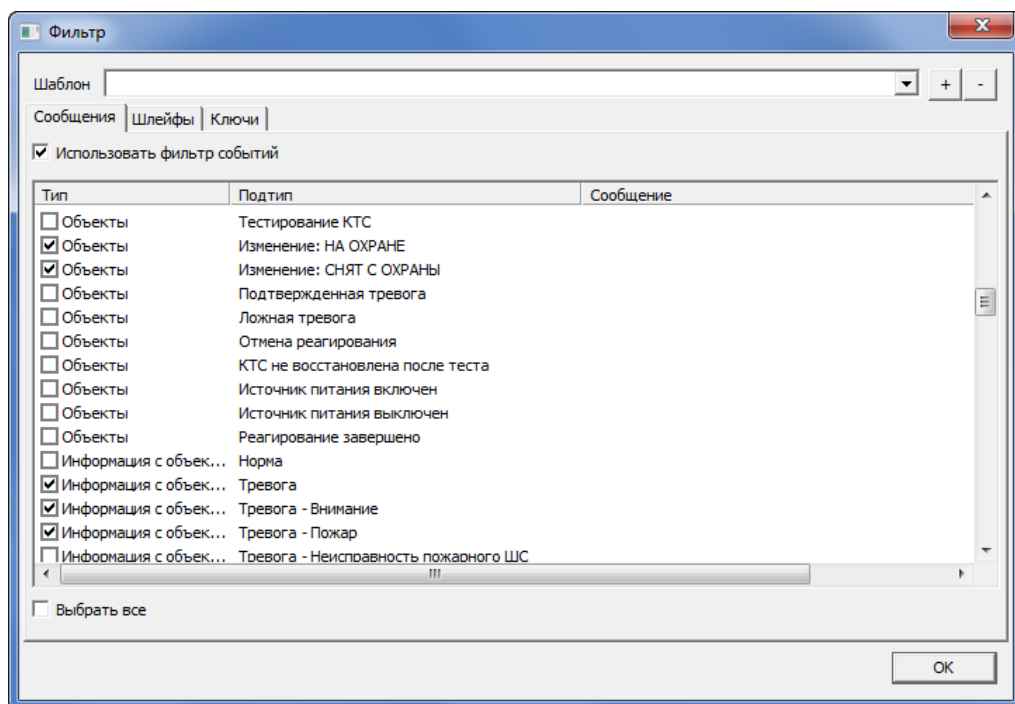 Фильтр
Шаблон + -
Сообщения Шлейфы Ключи
Использовать фильтр событий
Тип Подтип Сообщение
Объекты Тестирование КТС
Объекты Изменение: НА ОХРАНЕ
Объекты Изменение: СНЯТ С ОХРАНЫ
Объекты Подтвержденная тревога
Объекты Ложная тревога
Объекты Отмена реагирования
Объекты КТС не восстановлена после теста
Объекты Источник питания включен
Объекты Источник питания выключен
Объекты Реагирование завершено
Информация с объек... Норма
Информация с объек... Тревога
Информация с объек... Тревога - Внимание
Информация с объек... Тревога - Пожар
Информация с объек... Тревога - Неисправность пожарного ШС
Выбрать все
OK